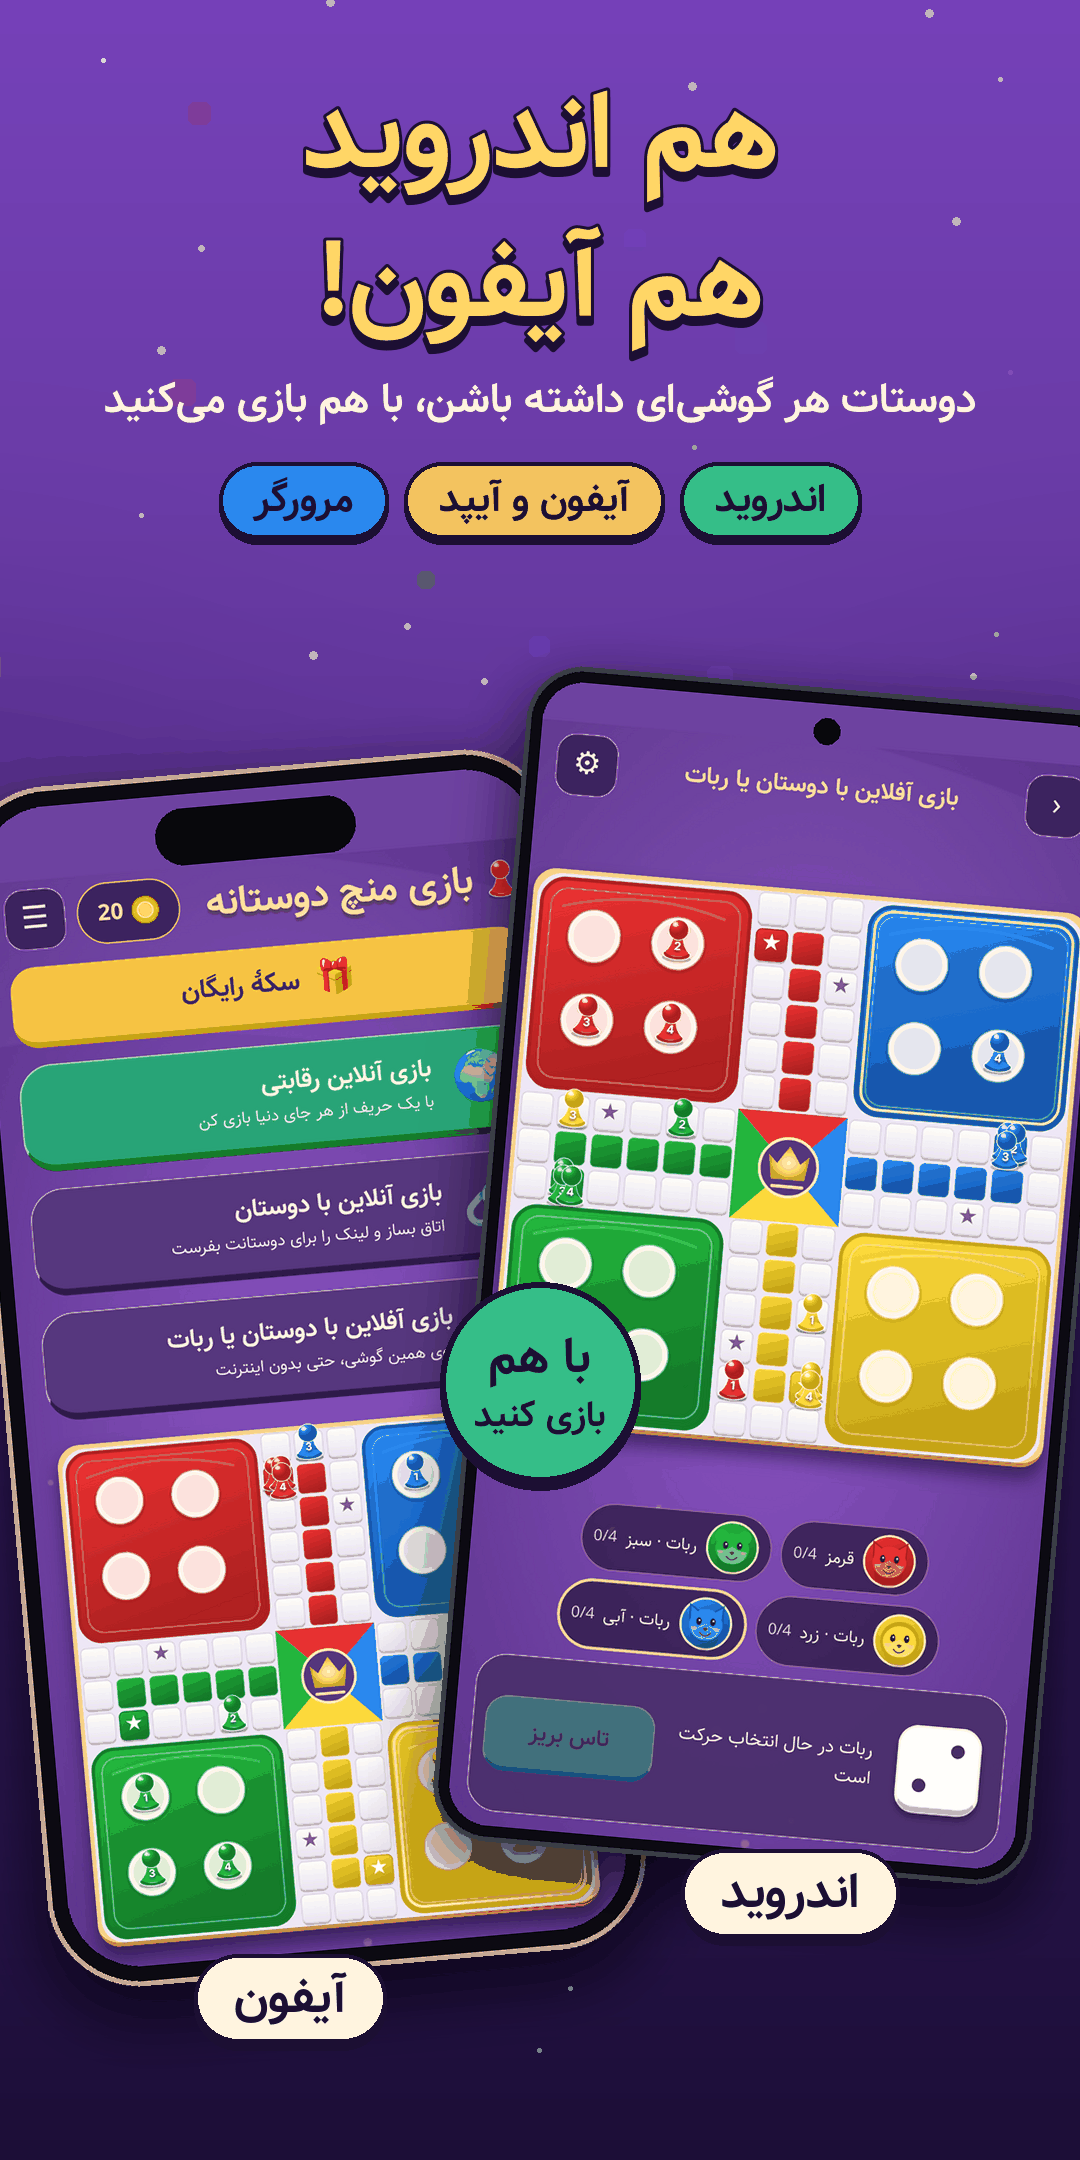 هم اندروید
هم آیفون!
دوستات هر گوشی‌ای داشته باشن، با هم بازی می‌کنید
اندروید
آیفون و آیپد
مرورگر
بازی آفلاین با دوستان یا ربات
بازی منچ دوستانه
20
سکهٔ رایگان
بازی آنلاین رقابتی
با یک حریف از هر جای دنیا بازی کن
بازی آنلاین با دوستان
اتاق بساز و لینک را برای دوستانت بفرست
بازی آفلاین با دوستان یا ربات
همین گوشی، حتی بدون اینترنت
با هم
بازی کنید
قرمز 0/4
ربات · سبز 0/4
ربات · زرد 0/4
ربات · آبی 0/4
ربات در حال انتخاب حرکت
است
تاس بریز
اندروید
آیفون